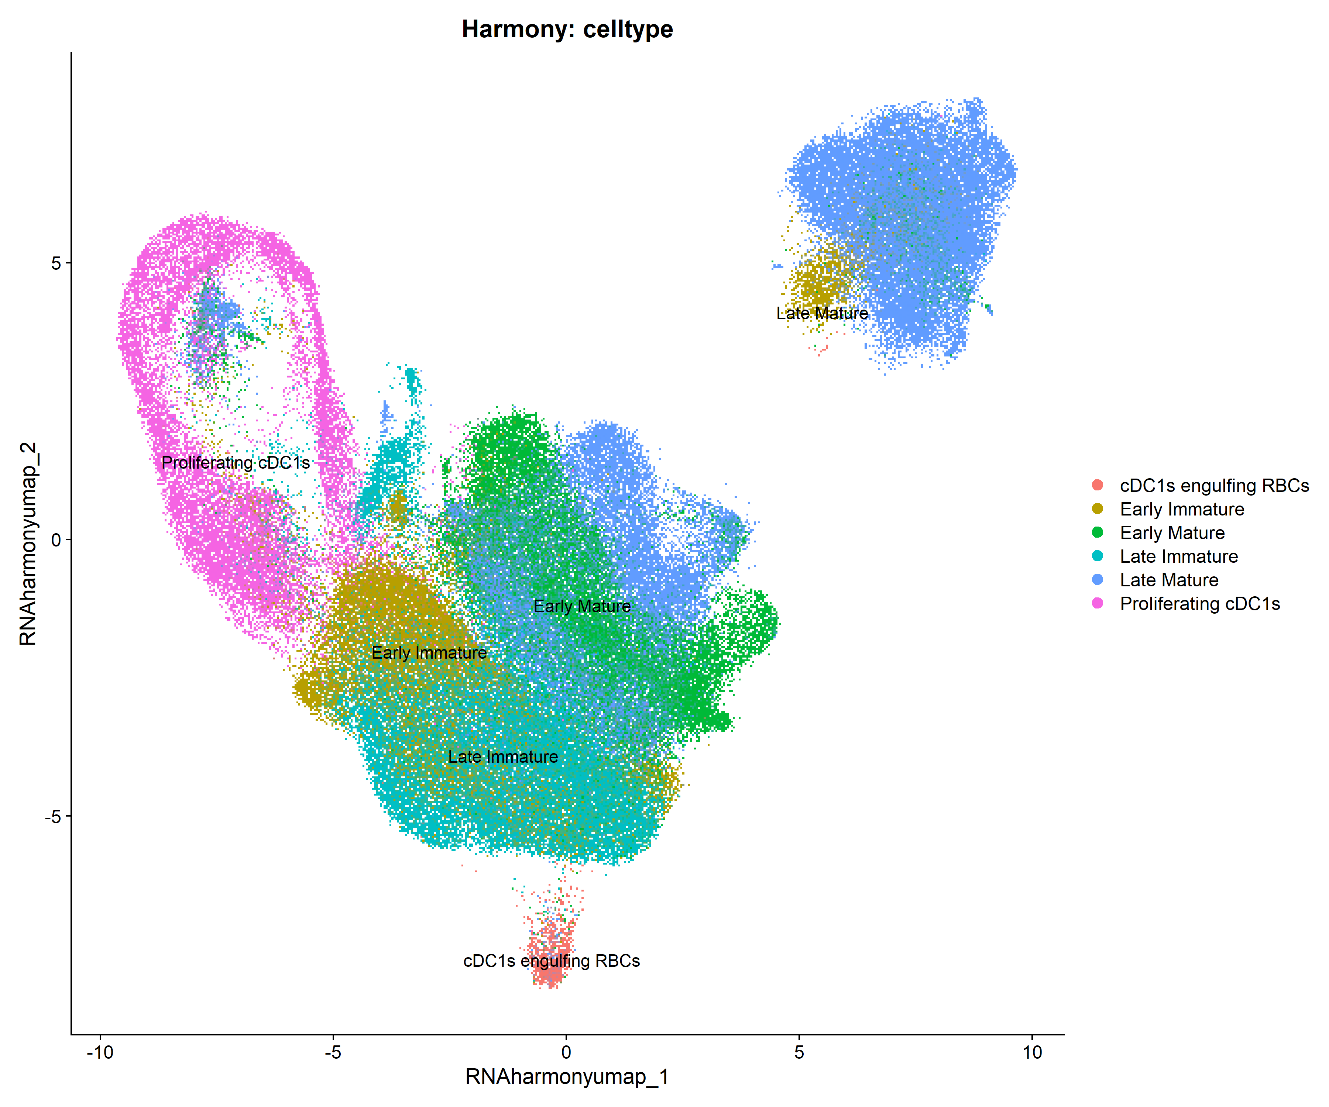 Harmony: celltype
RNAharmonyumap_2
5
0
-5
Late Mature
Proliferating cDC1s
Early Mature
Early Immature
Late Immature
cDC1s engulfing RBCs
-10
-5
0
5
10
RNAharmonyumap_1
cDC1s engulfing RBCs
Early Immature
Early Mature
Late Immature
Late Mature
Proliferating cDC1s